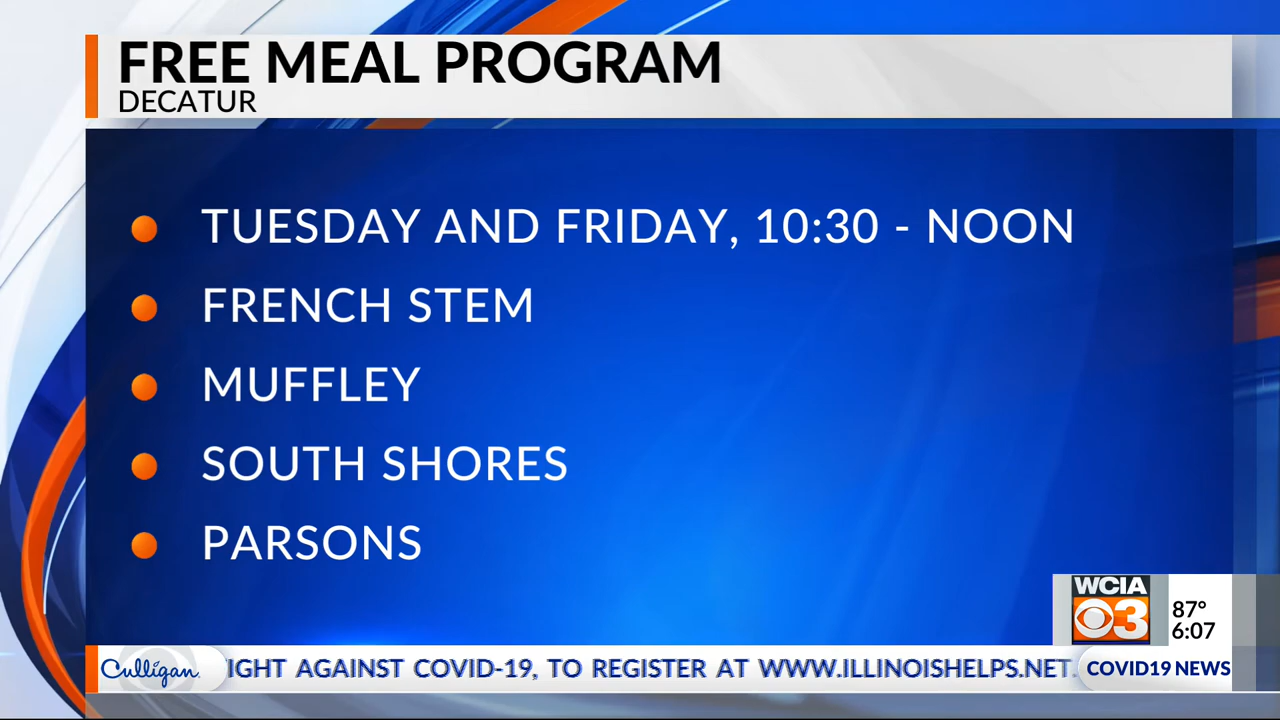 FREE MEAL PROGRAM
DECATUR
TUESDAY AND FRIDAY, 10:30 - NOON
FRENCH STEM
MUFFLEY
SOUTH SHORES
PARSONS
WCIA
3
87°
6:07
Culligan.
IGHT AGAINST COVID-19, TO REGISTER AT WWW.ILLINOISHELPS.NET.
COVID19 NEWS